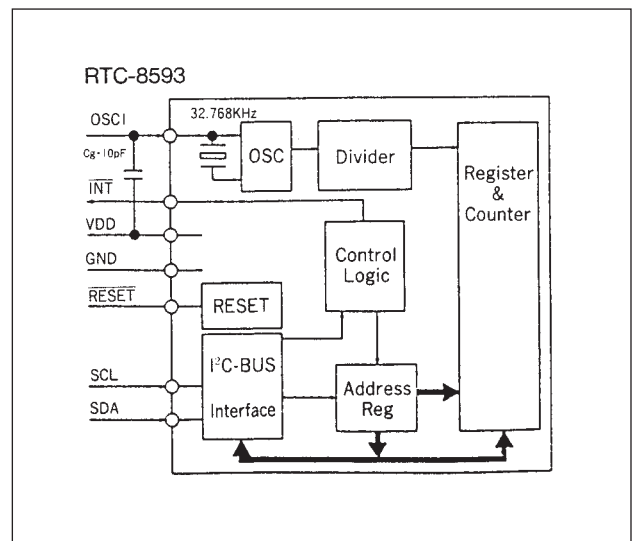 RTC-8593
OSCI
32.768KHz
Cg-10pF
OSC
Divider
Register
&
Counter
INT
VDD
Control
Logic
GND
RESET
RESET
I²C-BUS
Interface
SCL
SDA
Address
Reg